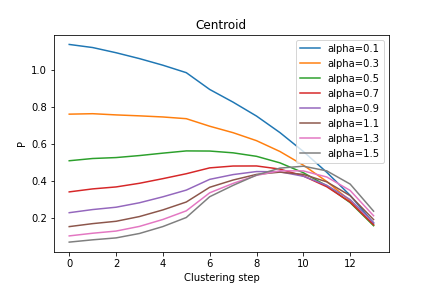 Centroid
alpha=0.1
alpha=0.3
alpha=0.5
alpha=0.7
alpha=0.9
alpha=1.1
alpha=1.3
alpha=1.5
P
1.0
0.8
0.6
0.4
0.2
0 2 4 6 8 10 12
Clustering step